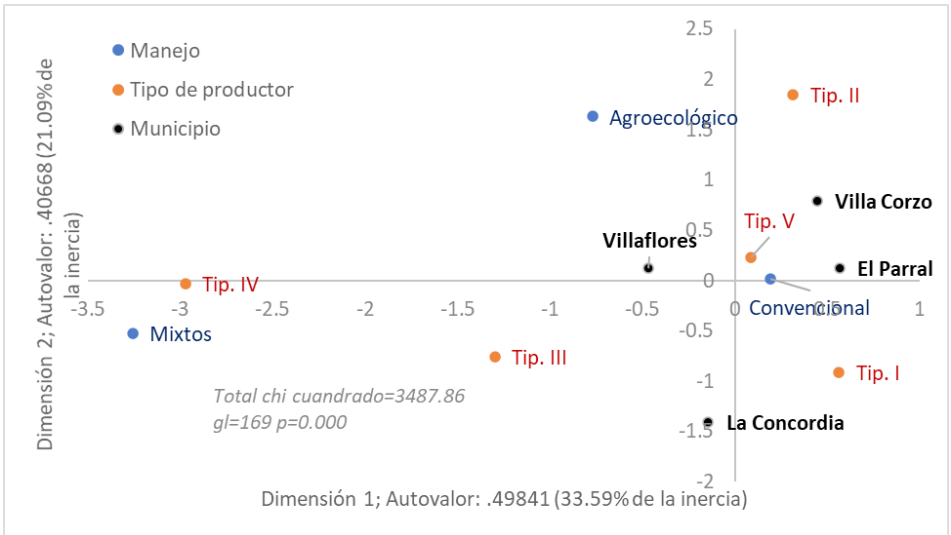 Manejo
Tipo de productor
Municipio
Dimensión 2; Autovalor: .40668 (21.09% de
la inercia)
2.5
2
1.5
1
0.5
0
-0.5
-1
-1.5
-2
-3.5
-3
-2.5
-2
-1.5
-1
-0.5
0
0.5
1
Tip. II
Agroecológico
Villa Corzo
Tip. V
Villaflores
El Parral
Tip. IV
Convencional
Mixtos
Tip. III
Tip. I
La Concordia
Total chi cuandrado=3487.86
gl=169 p=0.000
Dimensión 1; Autovalor: .49841 (33.59% de la inercia)